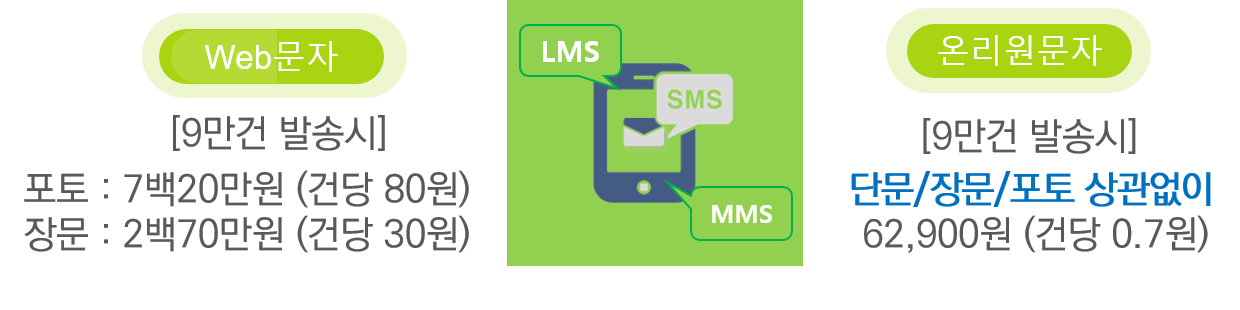 Web문자
[9만건 발송시]
포토 : 7백20만원 (건당 80원)
장문 : 2백70만원 (건당 30원)
LMS
SMS
MMS
온리원문자
[9만건 발송시]
단문/장문/포토 상관없이
62,900원 (건당 0.7원)